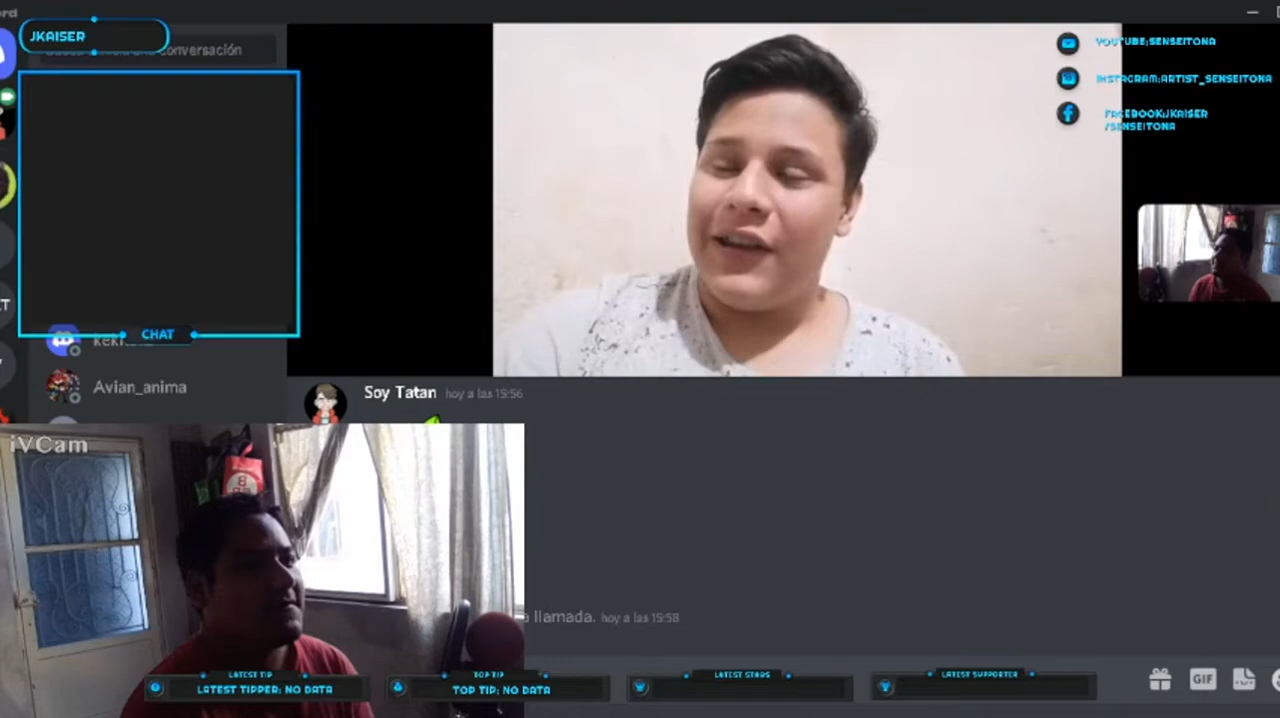 JKAISER
conversación
YOUTUBE:SENSEITONA
INSTAGRAM:ARTIST_SENSEITONA
FACEBOOK:JKAISER
/SENSEITONA
CHAT
Avian_anima
Soy Tatan hoy a las 15:56
iVCam
llamada. hoy a las 15:58
LATEST TIP
LATEST TIPPER: NO DATA
TOP TIP
TOP TIP: NO DATA
LATEST STARS
LATEST SUPPORTER
GIF